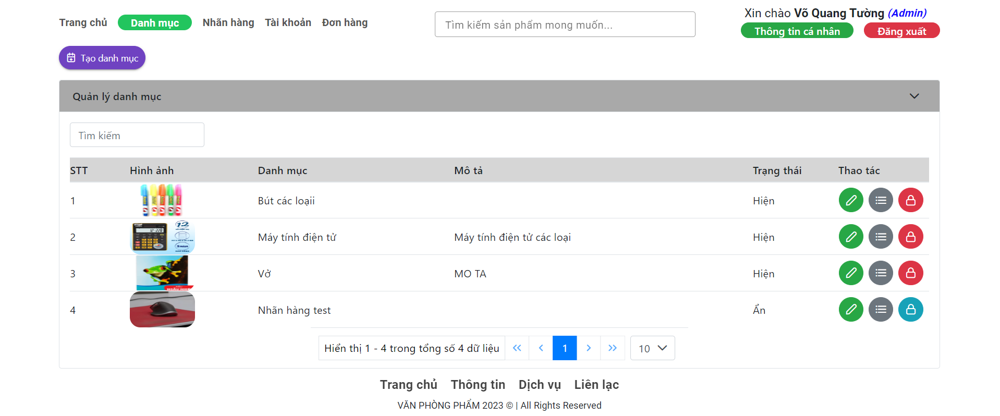 Trang chủ Danh mục Nhãn hàng Tài khoản Đơn hàng
Tìm kiếm sản phẩm mong muốn...
Xin chào Võ Quang Tường (Admin)
Thông tin cá nhân Đăng xuất
Tạo danh mục
Quản lý danh mục
Tìm kiếm
STT Hình ảnh Danh mục Mô tả Trạng thái Thao tác
1 Bút các loạii Hiện
2 12 Máy tính điện tử Máy tính điện tử các loại Hiện
3 Vở MO TA Hiện
4 Nhãn hàng test Ẩn
Hiển thị 1 - 4 trong tổng số 4 dữ liệu 1 10
Trang chủ Thông tin Dịch vụ Liên lạc
VĂN PHÒNG PHẨM 2023 © | All Rights Reserved